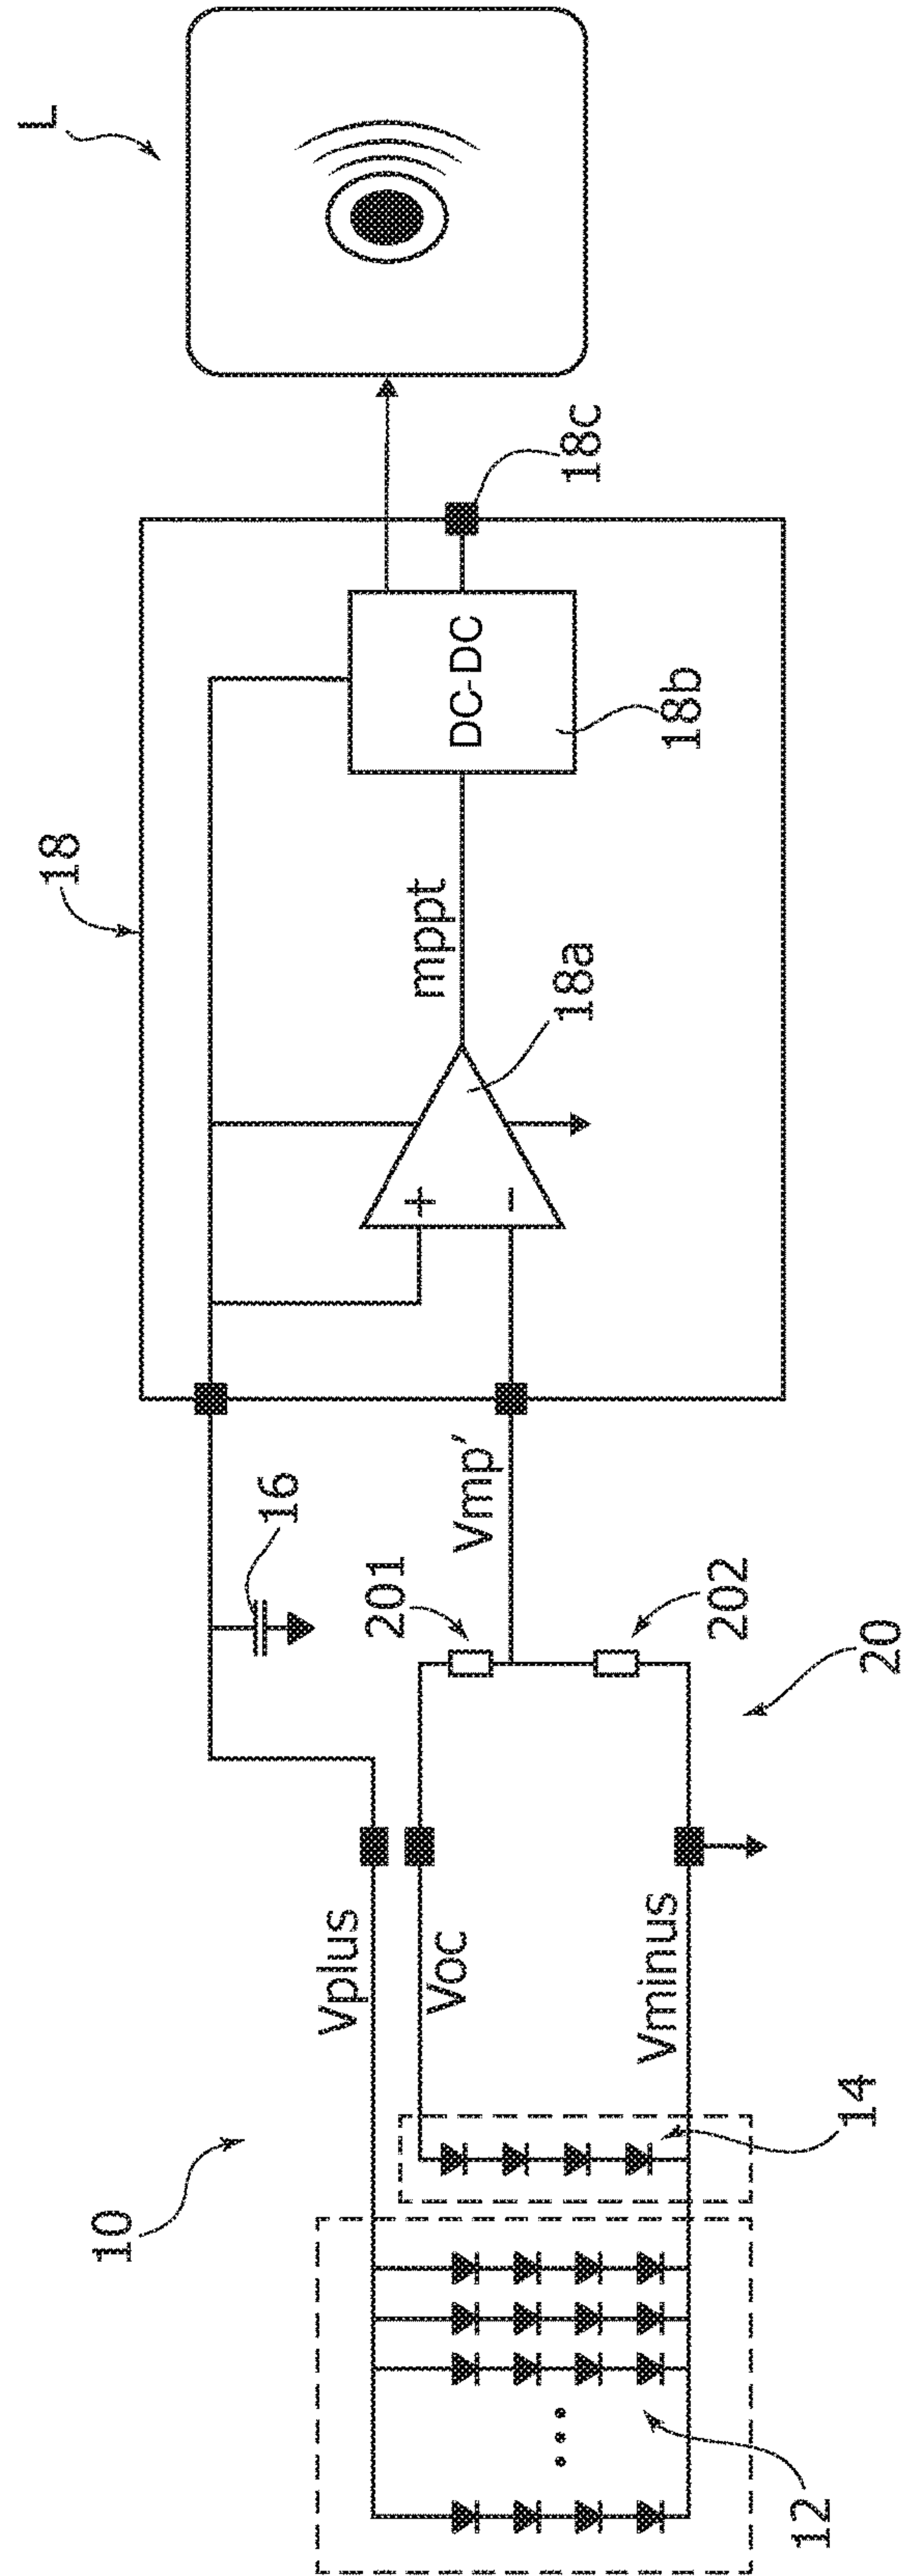 L
18
18c
DC-DC
18b
mppt
18a
+
-
16
Vmp’
201
202
20
Vplus
Voc
Vminus
10
14
12